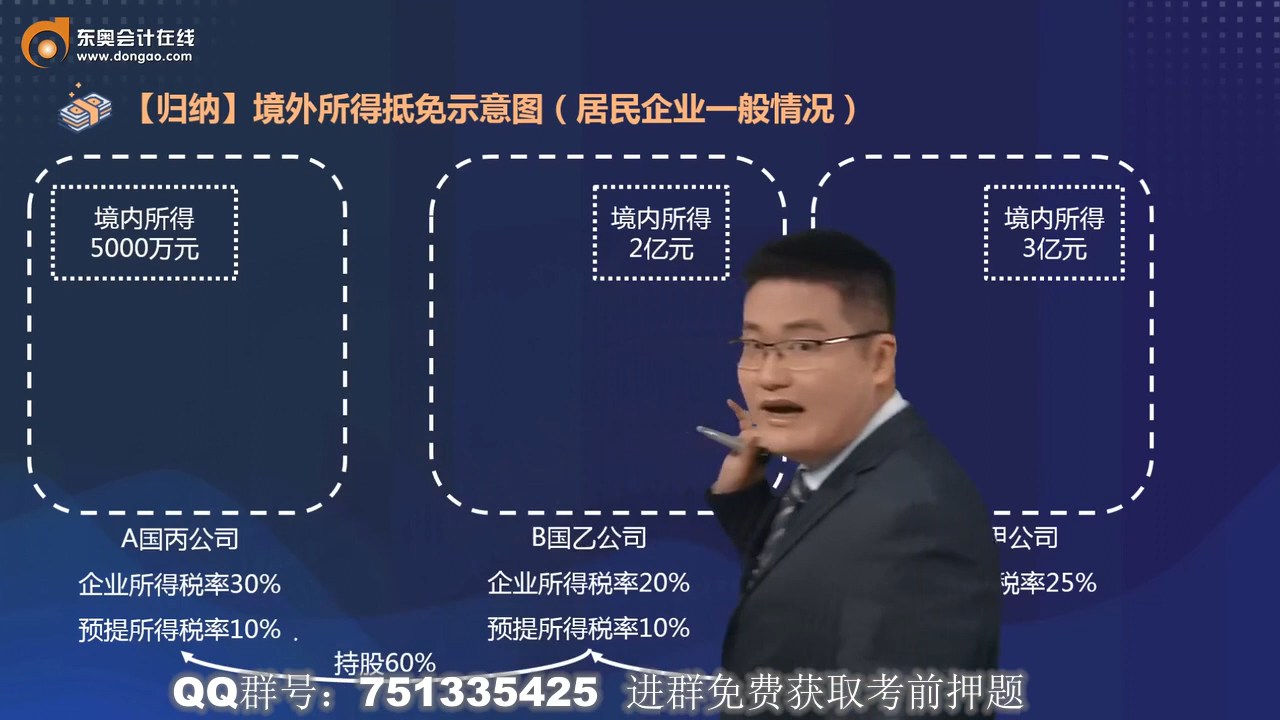 东奥会计在线
www.dongao.com
【归纳】境外所得抵免示意图（居民企业一般情况）
境内所得
5000万元
境内所得
2亿元
境内所得
3亿元
A国丙公司
B国乙公司
甲公司
企业所得税率30%
企业所得税率20%
税率25%
预提所得税率10%
预提所得税率10%
持股60%
QQ群号：751335425 进群免费获取考前押题